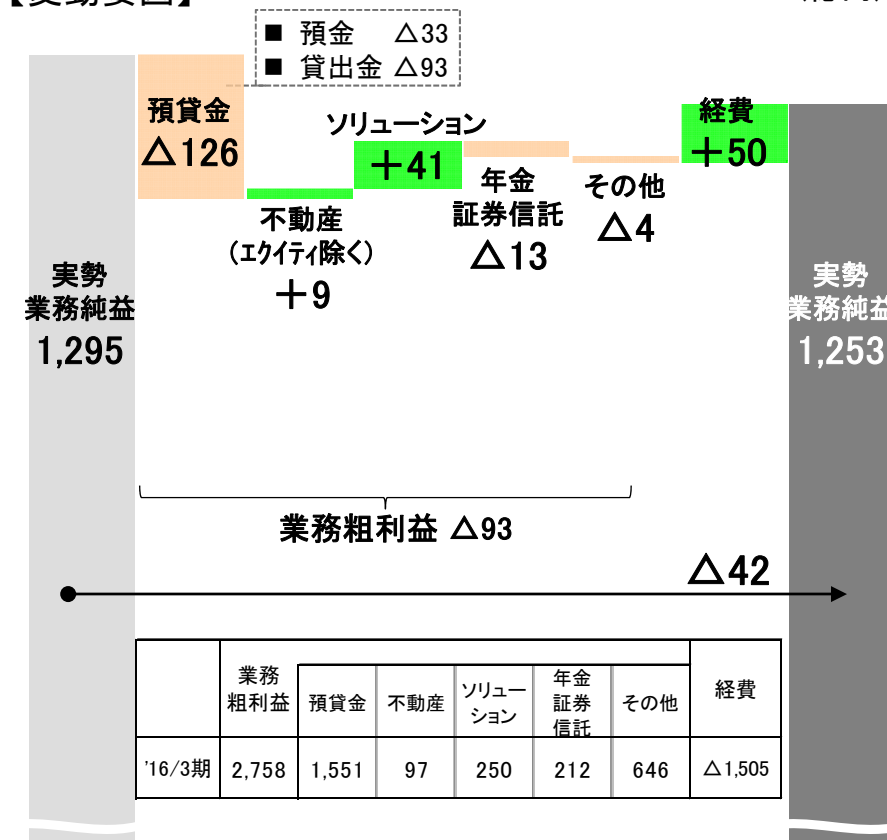 ■ 預金 △33
■ 貸出金 △93
預貸金
△126
ソリューション
+41
経費
+50
年金
証券信託
△13
その他
△4
不動産
(エクイティ除く)
+9
実勢
業務純益
1,295
実勢
業務純益
1,253
業務粗利益 △93
△42
業務
粗利益
預貸金
不動産
ソリュー
ション
年金
証券
信託
その他
経費
'16/3期 2,758 1,551 97 250 212 646 △1,505